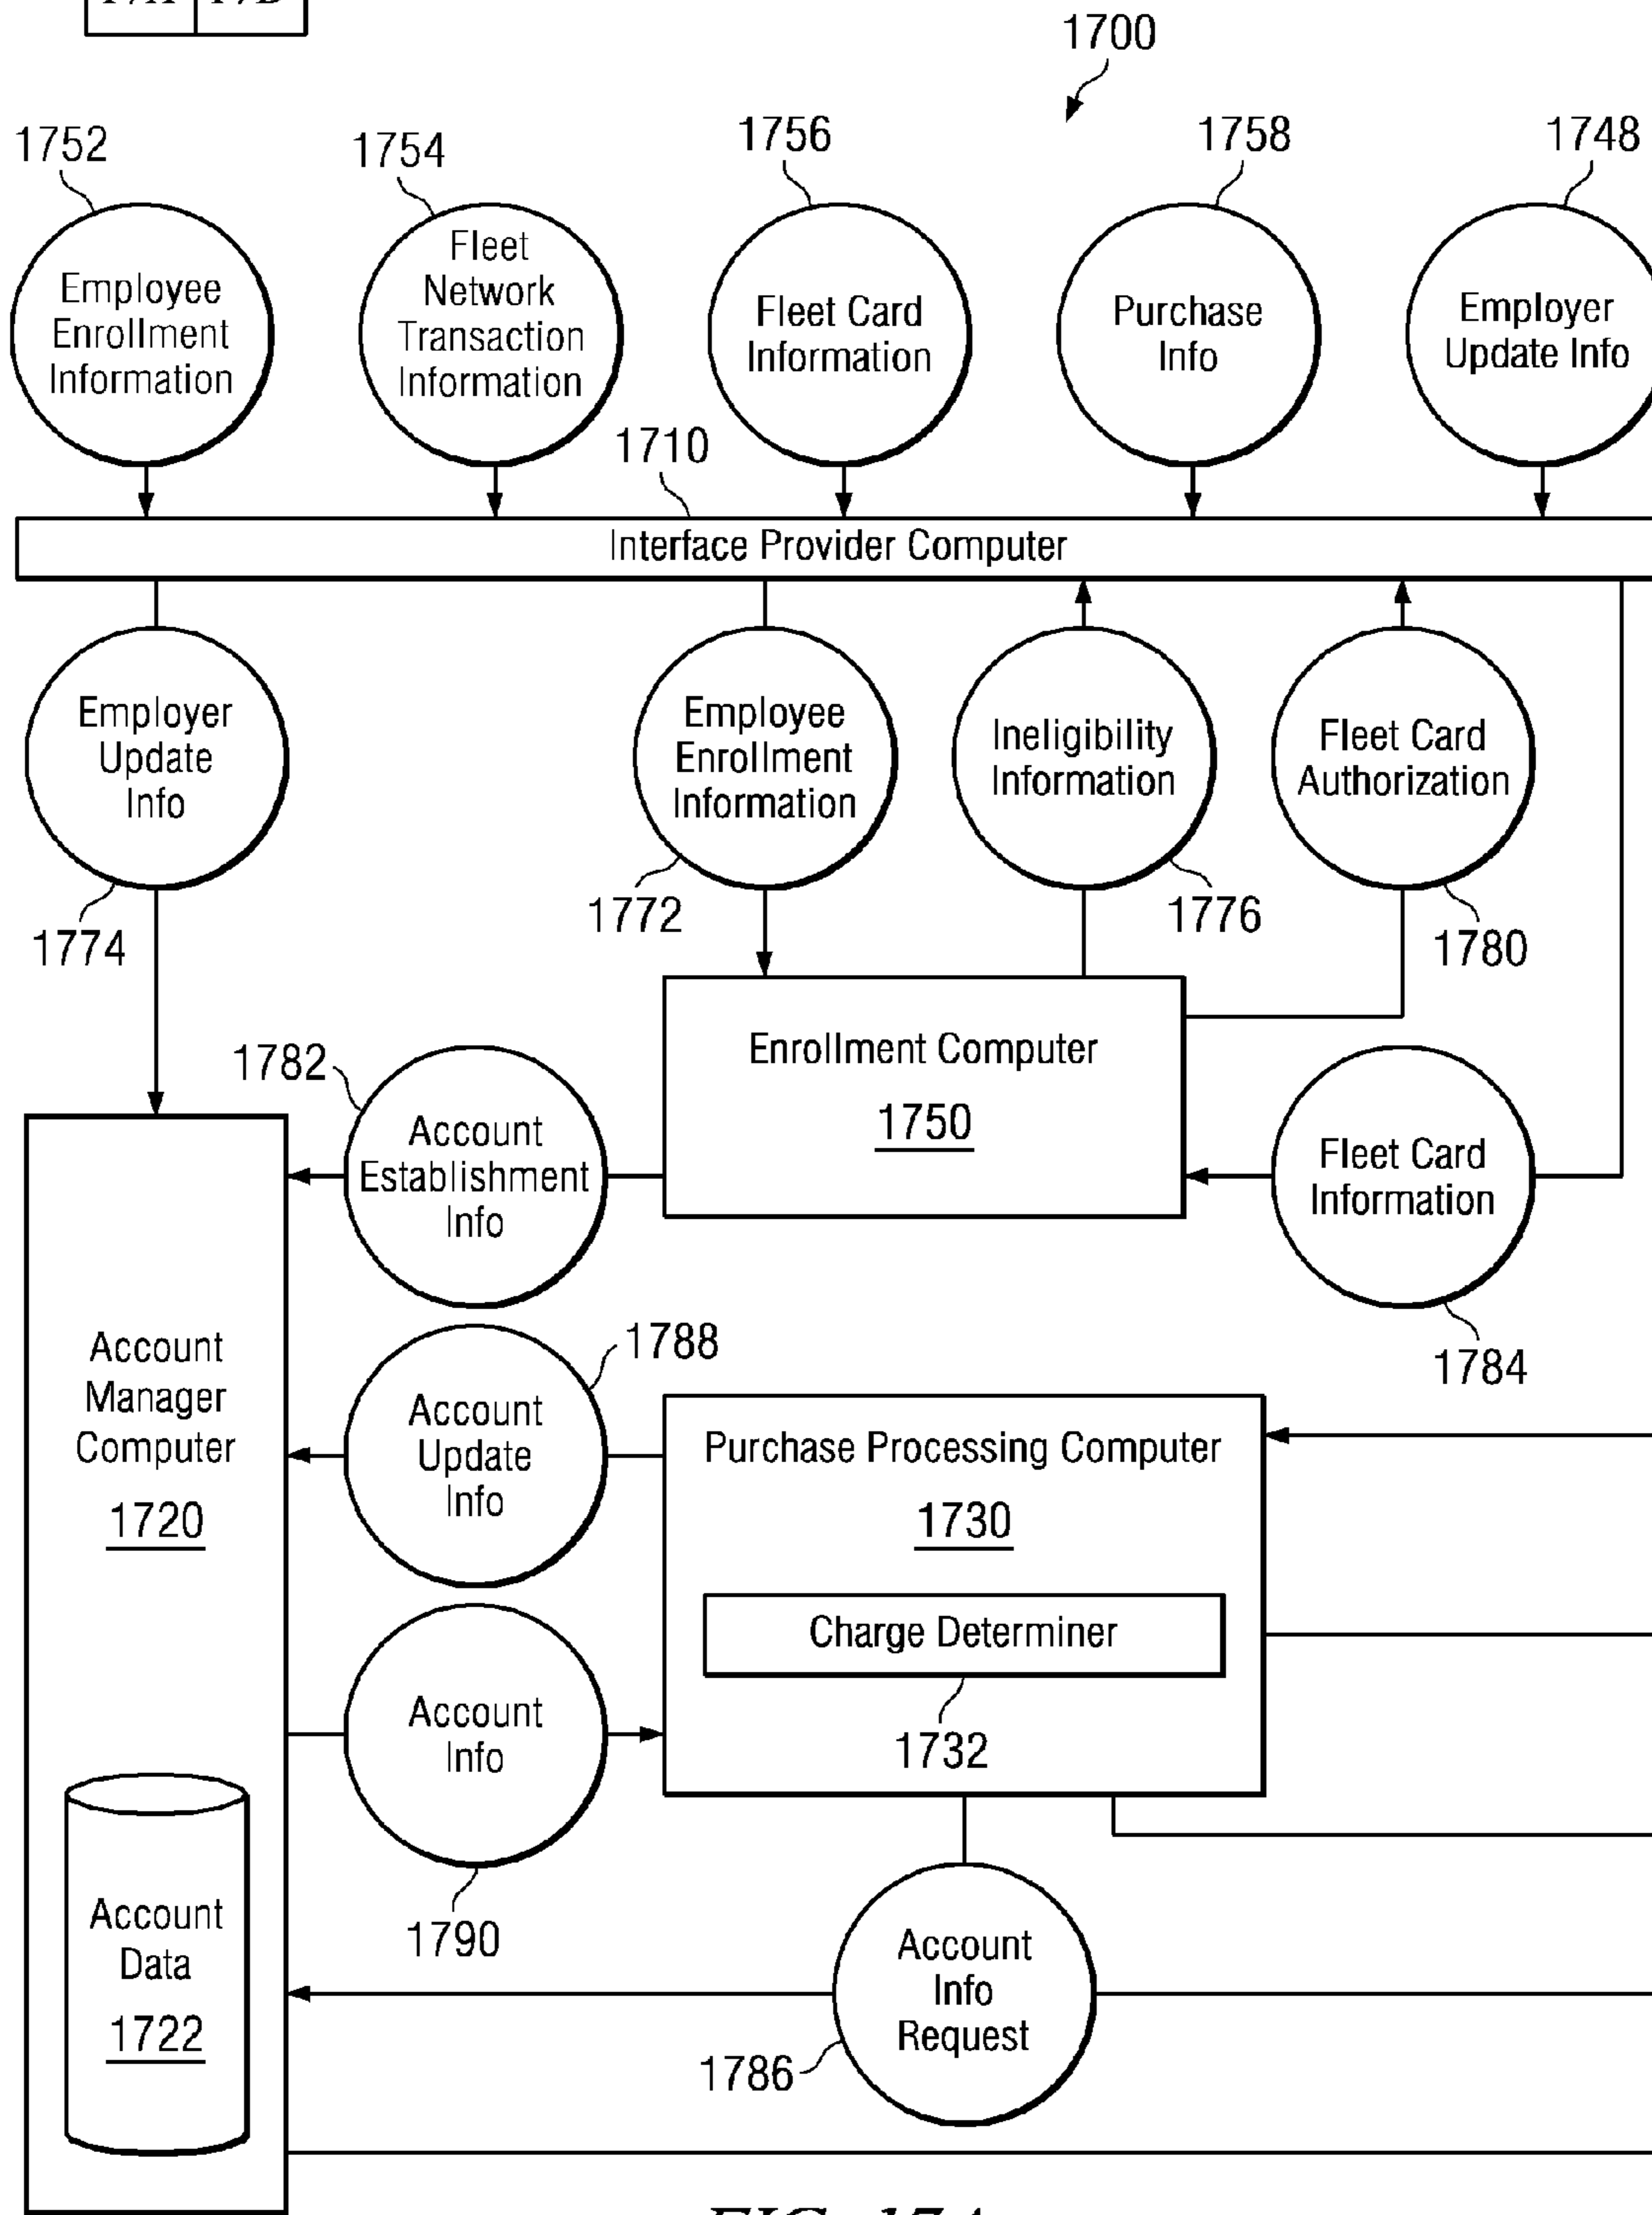 17A 17B
1700
1752
1754
1756
1758
1748
Employee
Enrollment
Information
Fleet
Network
Transaction
Information
Fleet Card
Information
Purchase
Info
Employer
Update Info
1710
Interface Provider Computer
Employer
Update
Info
Employee
Enrollment
Information
Ineligibility
Information
Fleet Card
Authorization
1774
1772
1776
1780
Enrollment Computer
1750
1782
Account
Establishment
Info
Fleet Card
Information
1784
Account
Manager
Computer
1720
1788
Account
Update
Info
Purchase Processing Computer
1730
Charge Determiner
1732
Account
Info
1790
Account
Data
1722
Account
Info
Request
1786
FIG. 17A